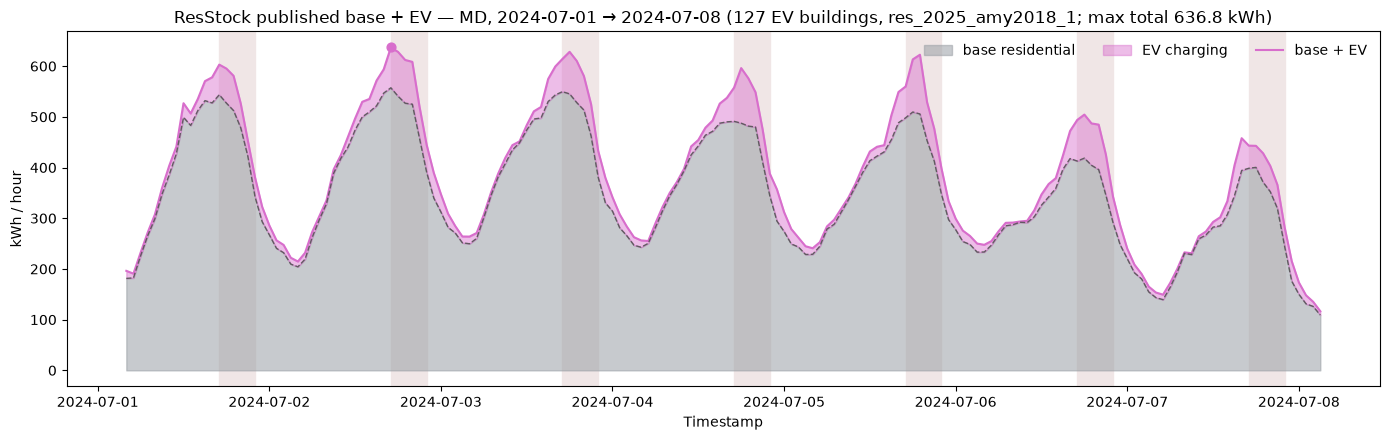 ResStock published base + EV — MD, 2024-07-01 → 2024-07-08 (127 EV buildings, res_2025_amy2018_1; max total 636.8 kWh)
base residential
EV charging
base + EV
kWh / hour
600
500
400
300
200
100
0
2024-07-01
2024-07-02
2024-07-03
2024-07-04
2024-07-05
2024-07-06
2024-07-07
2024-07-08
Timestamp